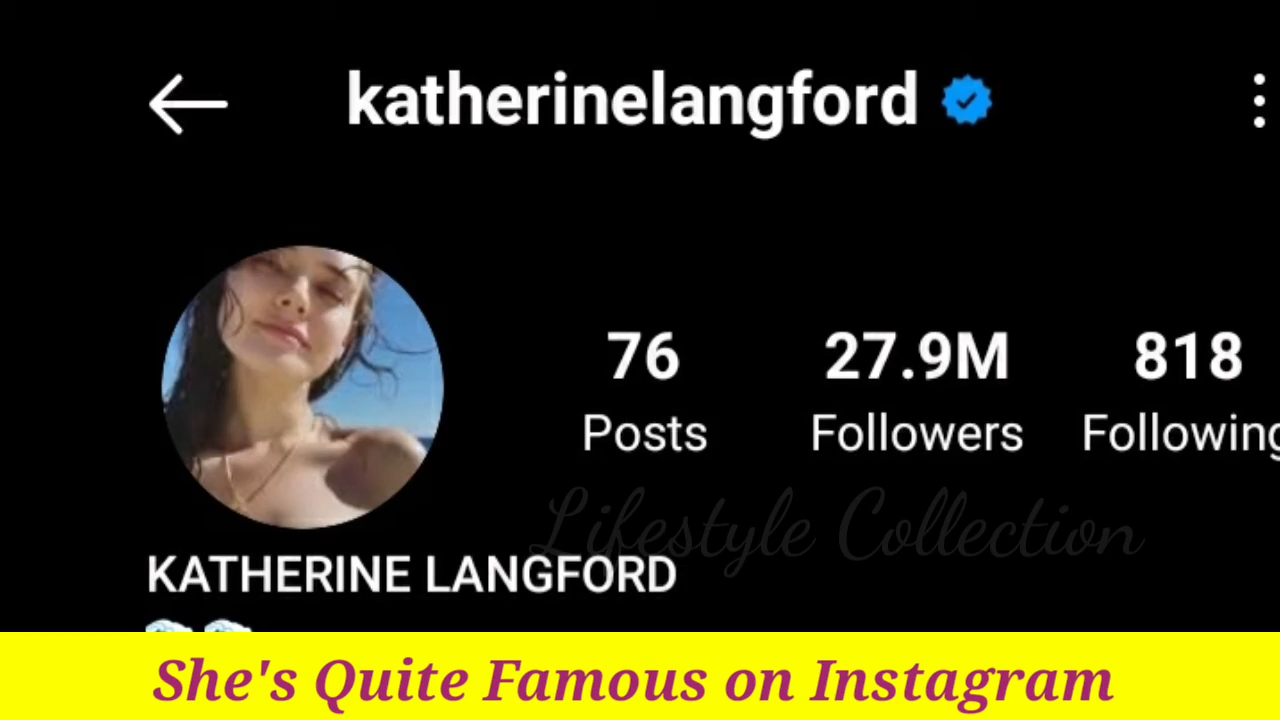 katherinelangford
76 27.9M 818
Posts Followers Following
Lifestyle Collection
KATHERINE LANGFORD
She's Quite Famous on Instagram